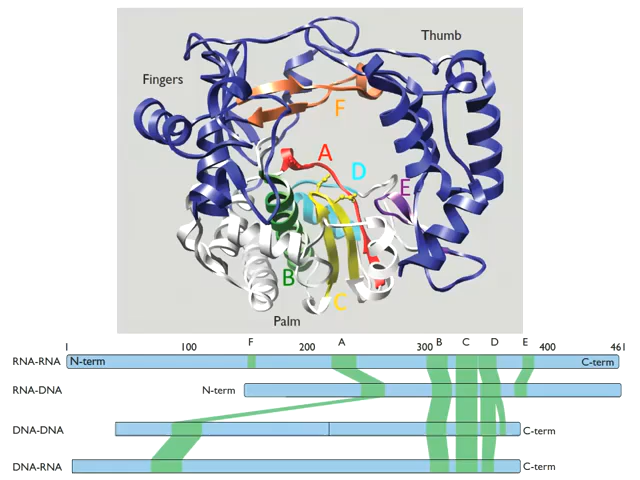 Thumb
Fingers
F
A
D
E
B
C
Palm
F A B C D E
1 100 200 300 400 461
RNA-RNA N-term C-term
RNA-DNA N-term
DNA-DNA C-term
DNA-RNA C-term